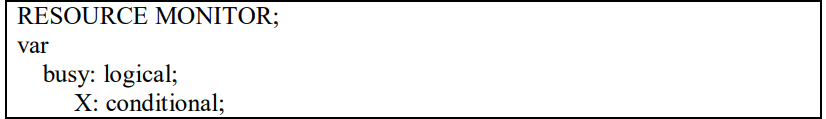 RESOURCE MONITOR;
var
busy: logical;
X: conditional;